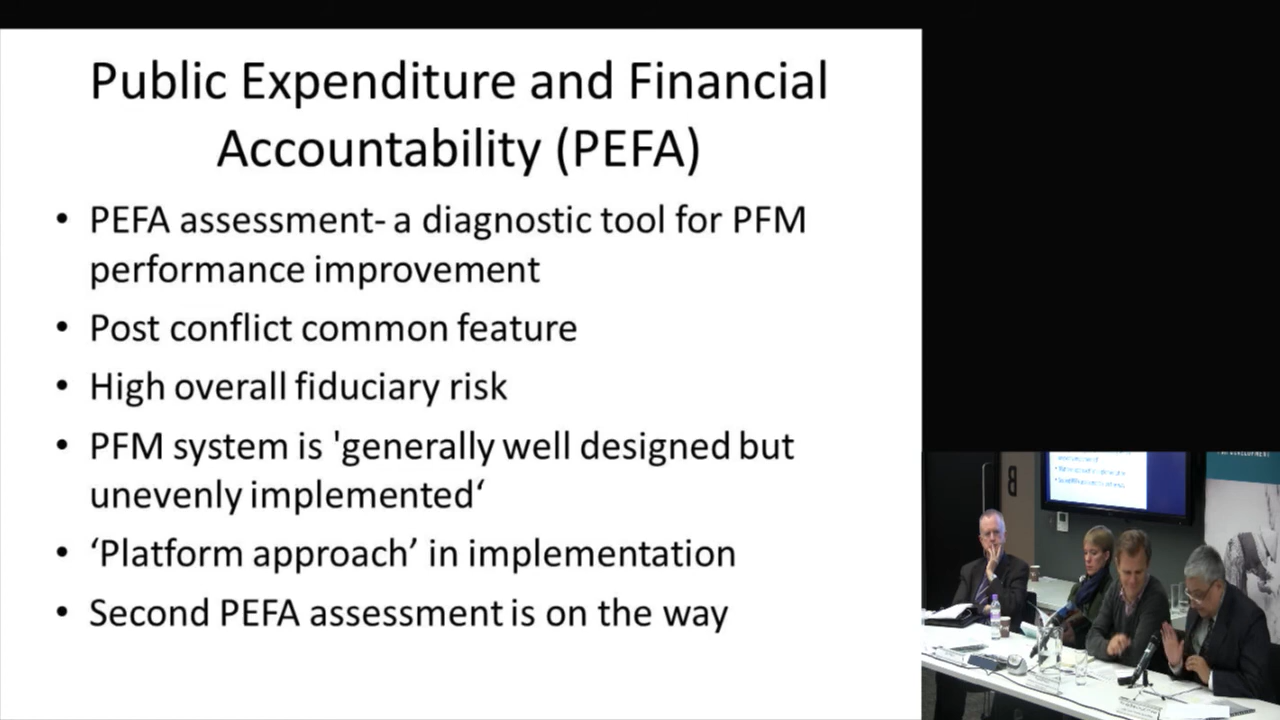 Public Expenditure and Financial
Accountability (PEFA)
• PEFA assessment- a diagnostic tool for PFM
performance improvement
• Post conflict common feature
• High overall fiduciary risk
• PFM system is 'generally well designed but
unevenly implemented‘
• ‘Platform approach’ in implementation
• Second PEFA assessment is on the way
B